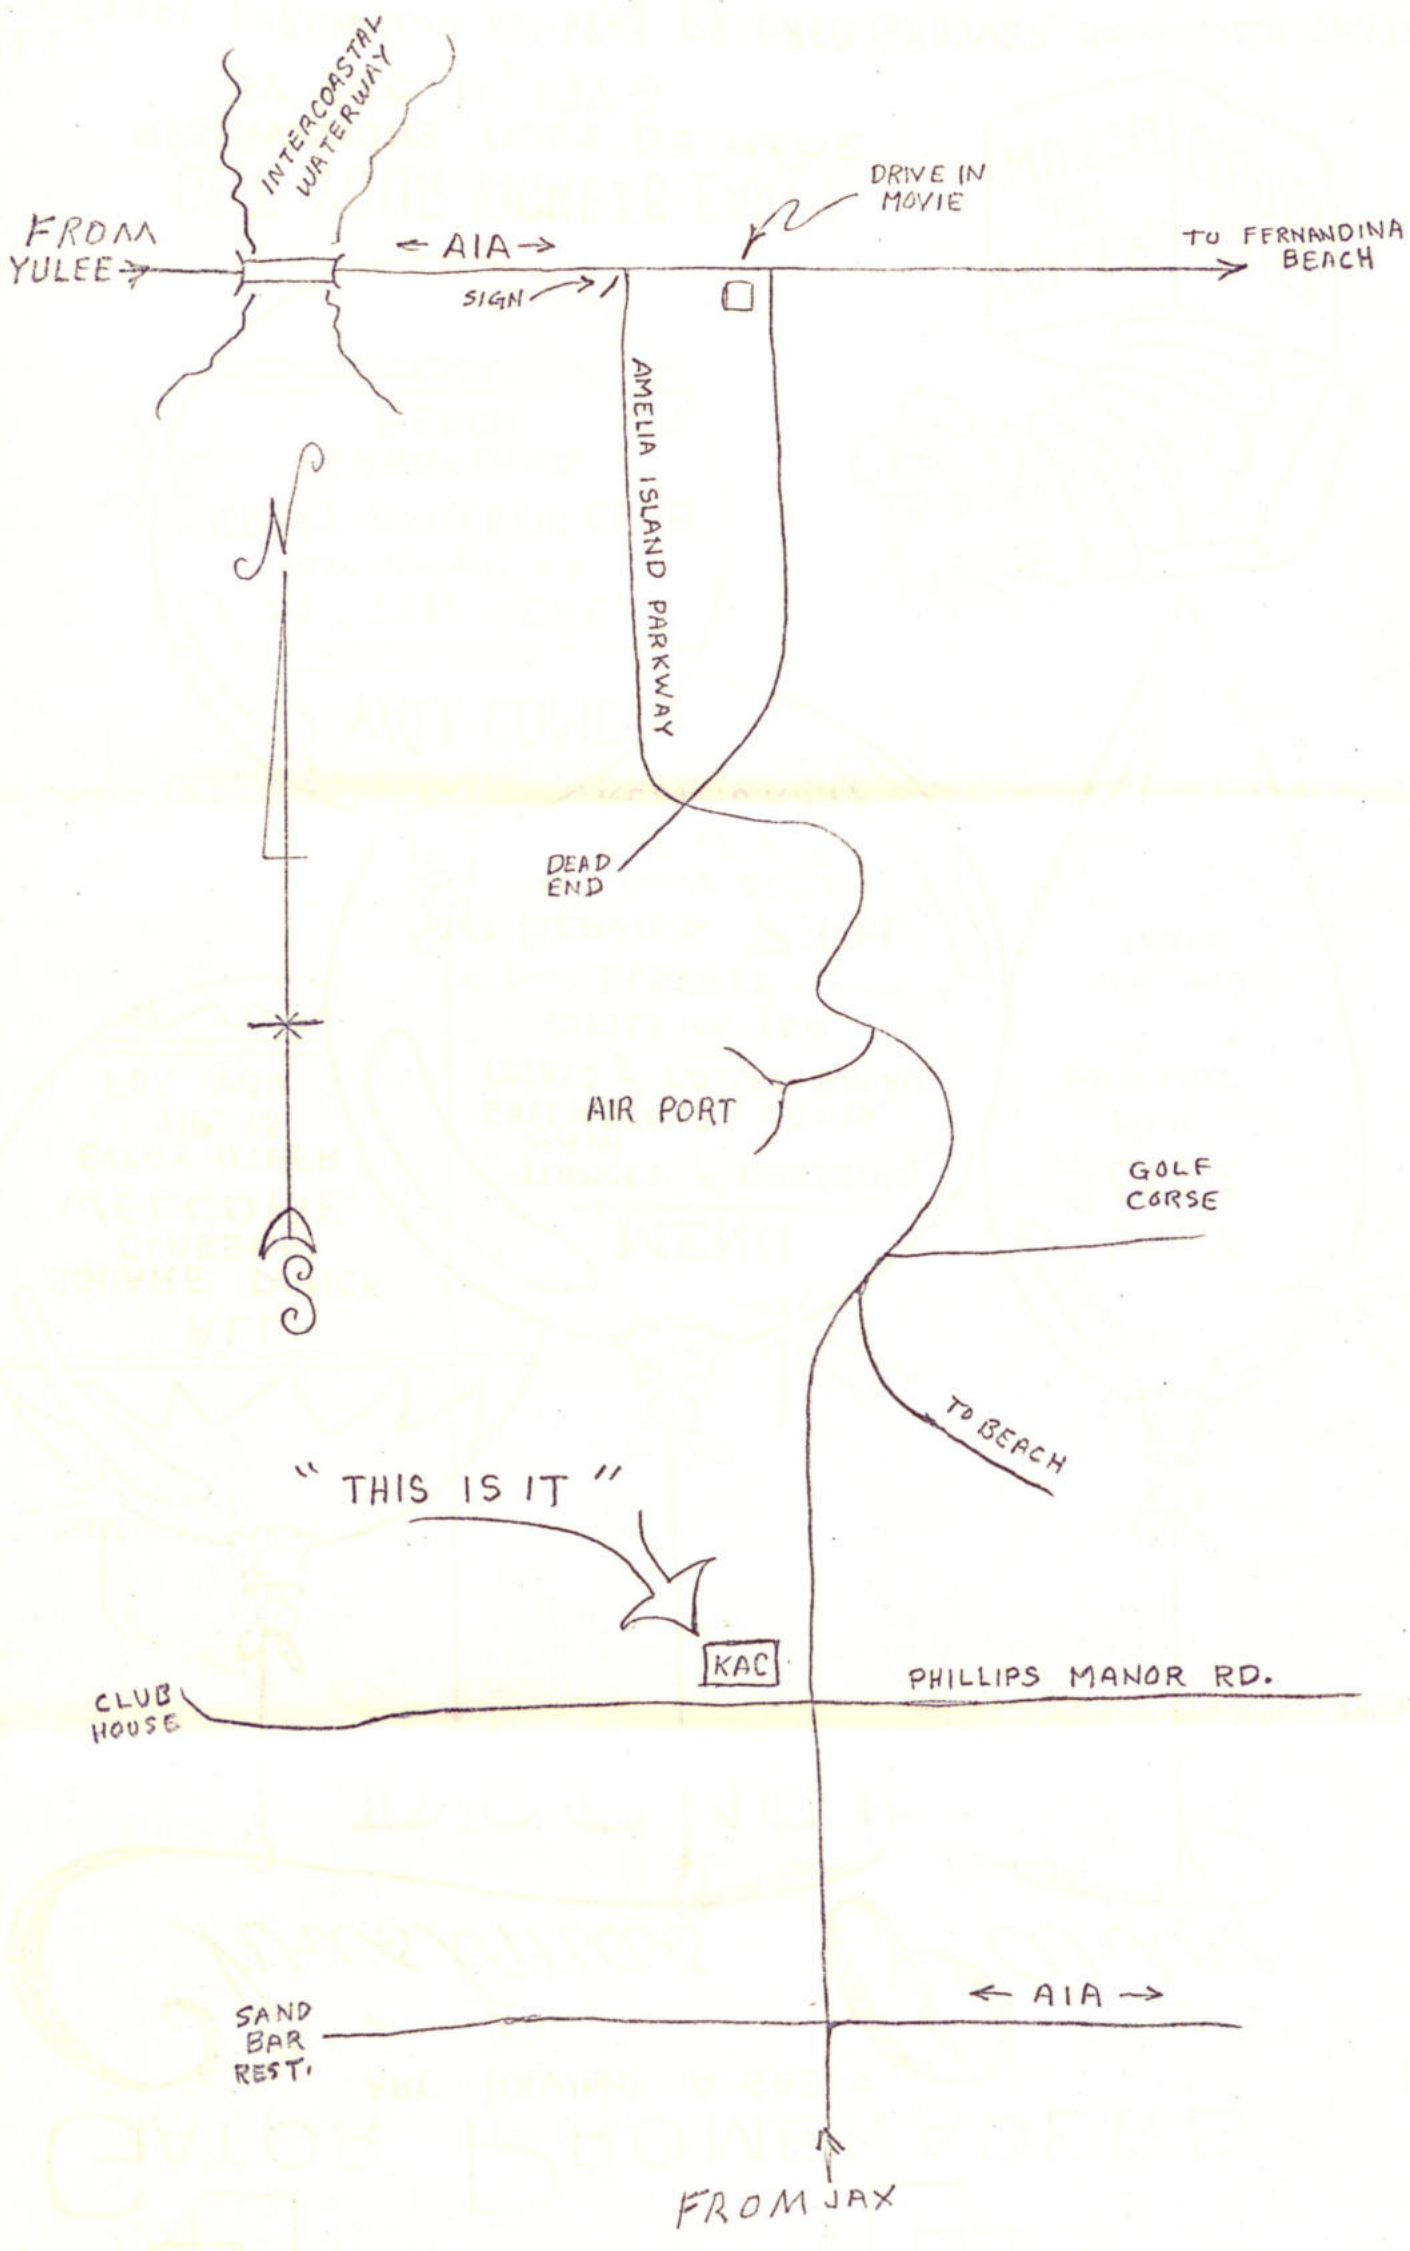 INTERCOASTAL
WATERWAY
FROM
YULEE
← A1A →
SIGN
DRIVE IN
MOVIE
TO FERNANDINA
BEACH
AMELIA ISLAND PARKWAY
N
DEAD
END
AIR PORT
GOLF
CORSE
S
TO BEACH
"THIS IS IT"
KAC
PHILLIPS MANOR RD.
CLUB
HOUSE
← A1A →
SAND
BAR
REST.
FROM JAX